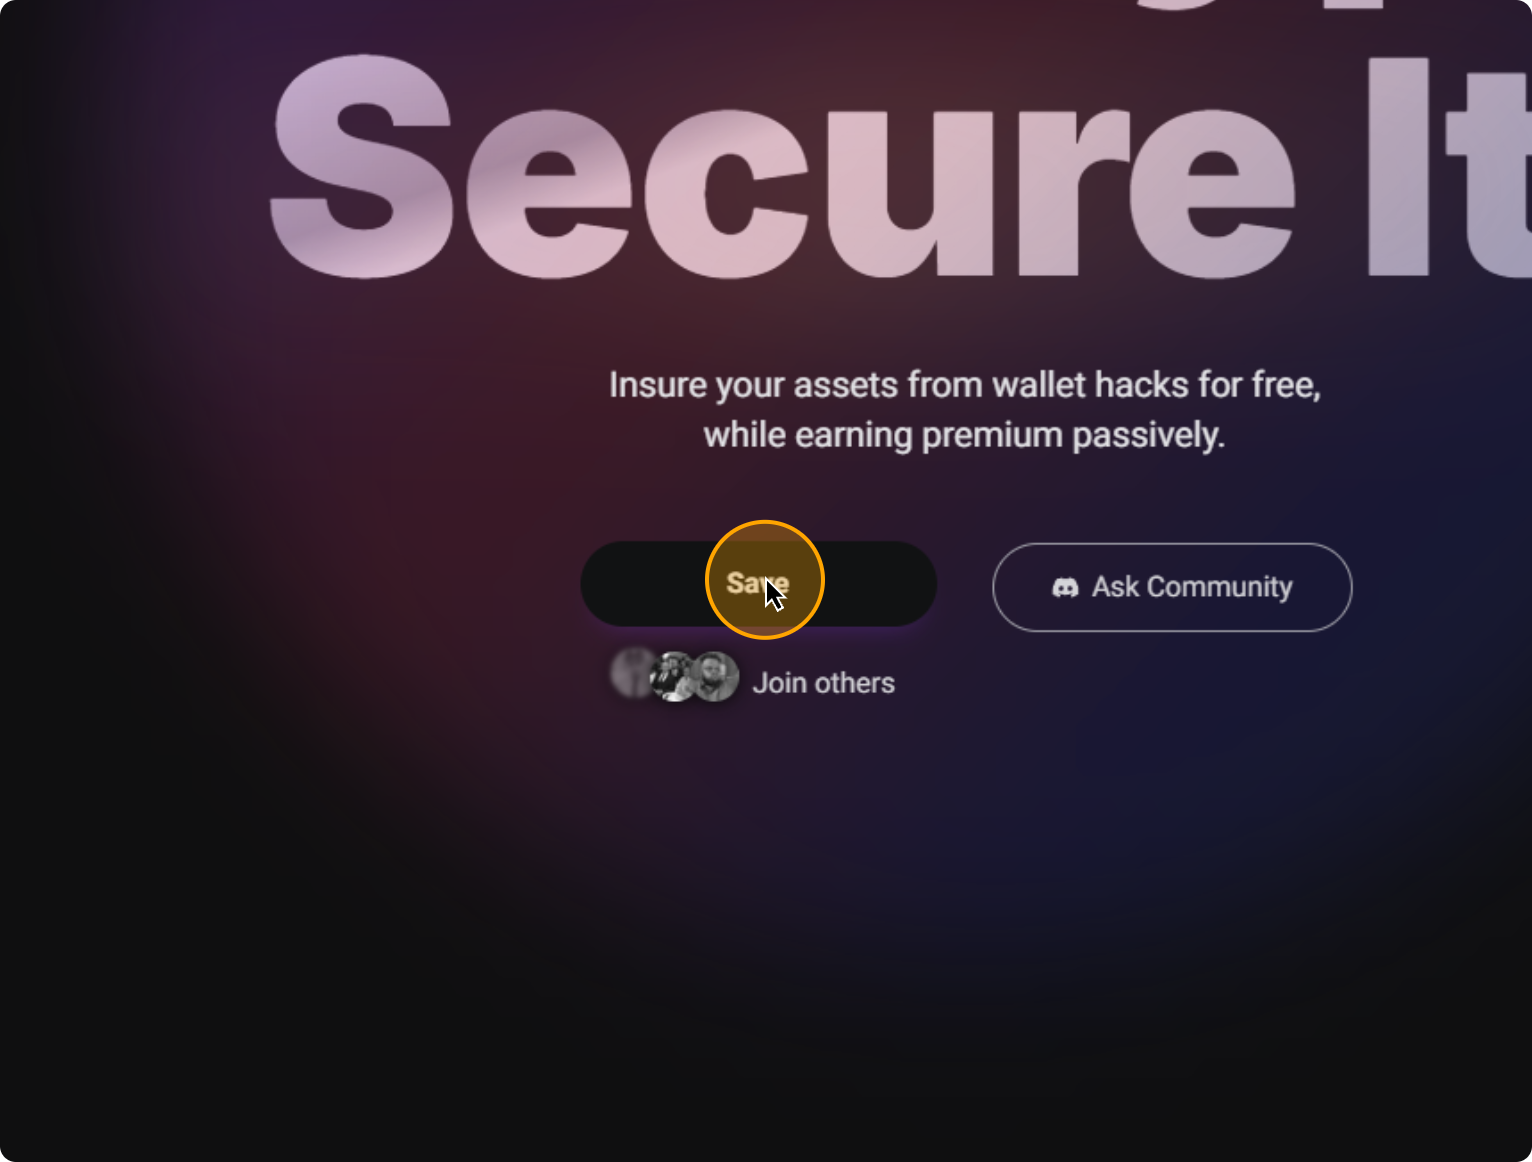 Secure It
Insure your assets from wallet hacks for free,
while earning premium passively.
Save
Ask Community
Join others